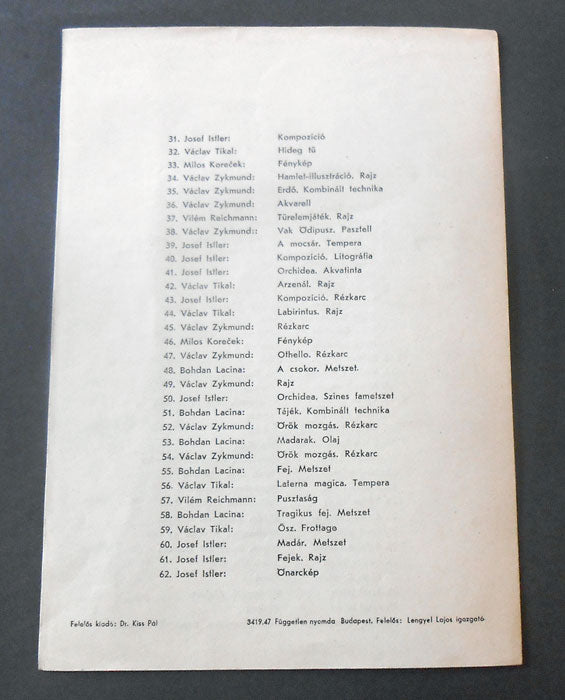 31. Josef Istler: Kompozició
32. Václav Tikal: Hideg tű
33. Milos Koreček: Fénykép
34. Václav Zykmund: Hamlet-illusztráció. Rajz
35. Václav Zykmund: Erdő. Kombinált technika
36. Václav Zykmund: Akvarell
37. Vilém Reichmann: Türelemjáték. Rajz
38. Václav Zykmund:: Vak Ödipusz. Pasztell
39. Josef Istler: A mocsár. Tempera
40. Josef Istler: Kompozició. Litográfia
41. Josef Istler: Orchidea. Akvatinta
42. Václav Tikal: Arzenál. Rajz
43. Josef Istler: Kompozició. Rézkarc
44. Václav Tikal: Labirintus. Rajz
45. Václav Zykmund: Rézkarc
46. Milos Koreček: Fénykép
47. Václav Zykmund: Othello. Rézkarc
48. Bohdan Lacina: A csokor. Metszet.
49. Václav Zykmund: Rajz
50. Josef Istler: Orchidea. Szines fametszet
51. Bohdan Lacina: Tájék. Kombinált technika
52. Václav Zykmund: Örök mozgás. Rézkarc
53. Bohdan Lacina: Madarak. Olaj
54. Václav Zykmund: Örök mozgás. Rézkarc
55. Bohdan Lacina: Fej. Metszet
56. Václav Tikal: Laterna magica. Tempera
57. Vilém Reichmann: Pusztaság
58. Bohdan Lacina: Tragikus fej. Metszet
59. Václav Tikal: Ősz. Frottage
60. Josef Istler: Madár. Metszet
61. Josef Istler: Fejek. Rajz
62. Josef Istler: Önarckép
Felelős kiadó: Dr. Kiss Pál 3419.47 Független nyomda Budapest. Felelős: Lengyel Lajos igazgató